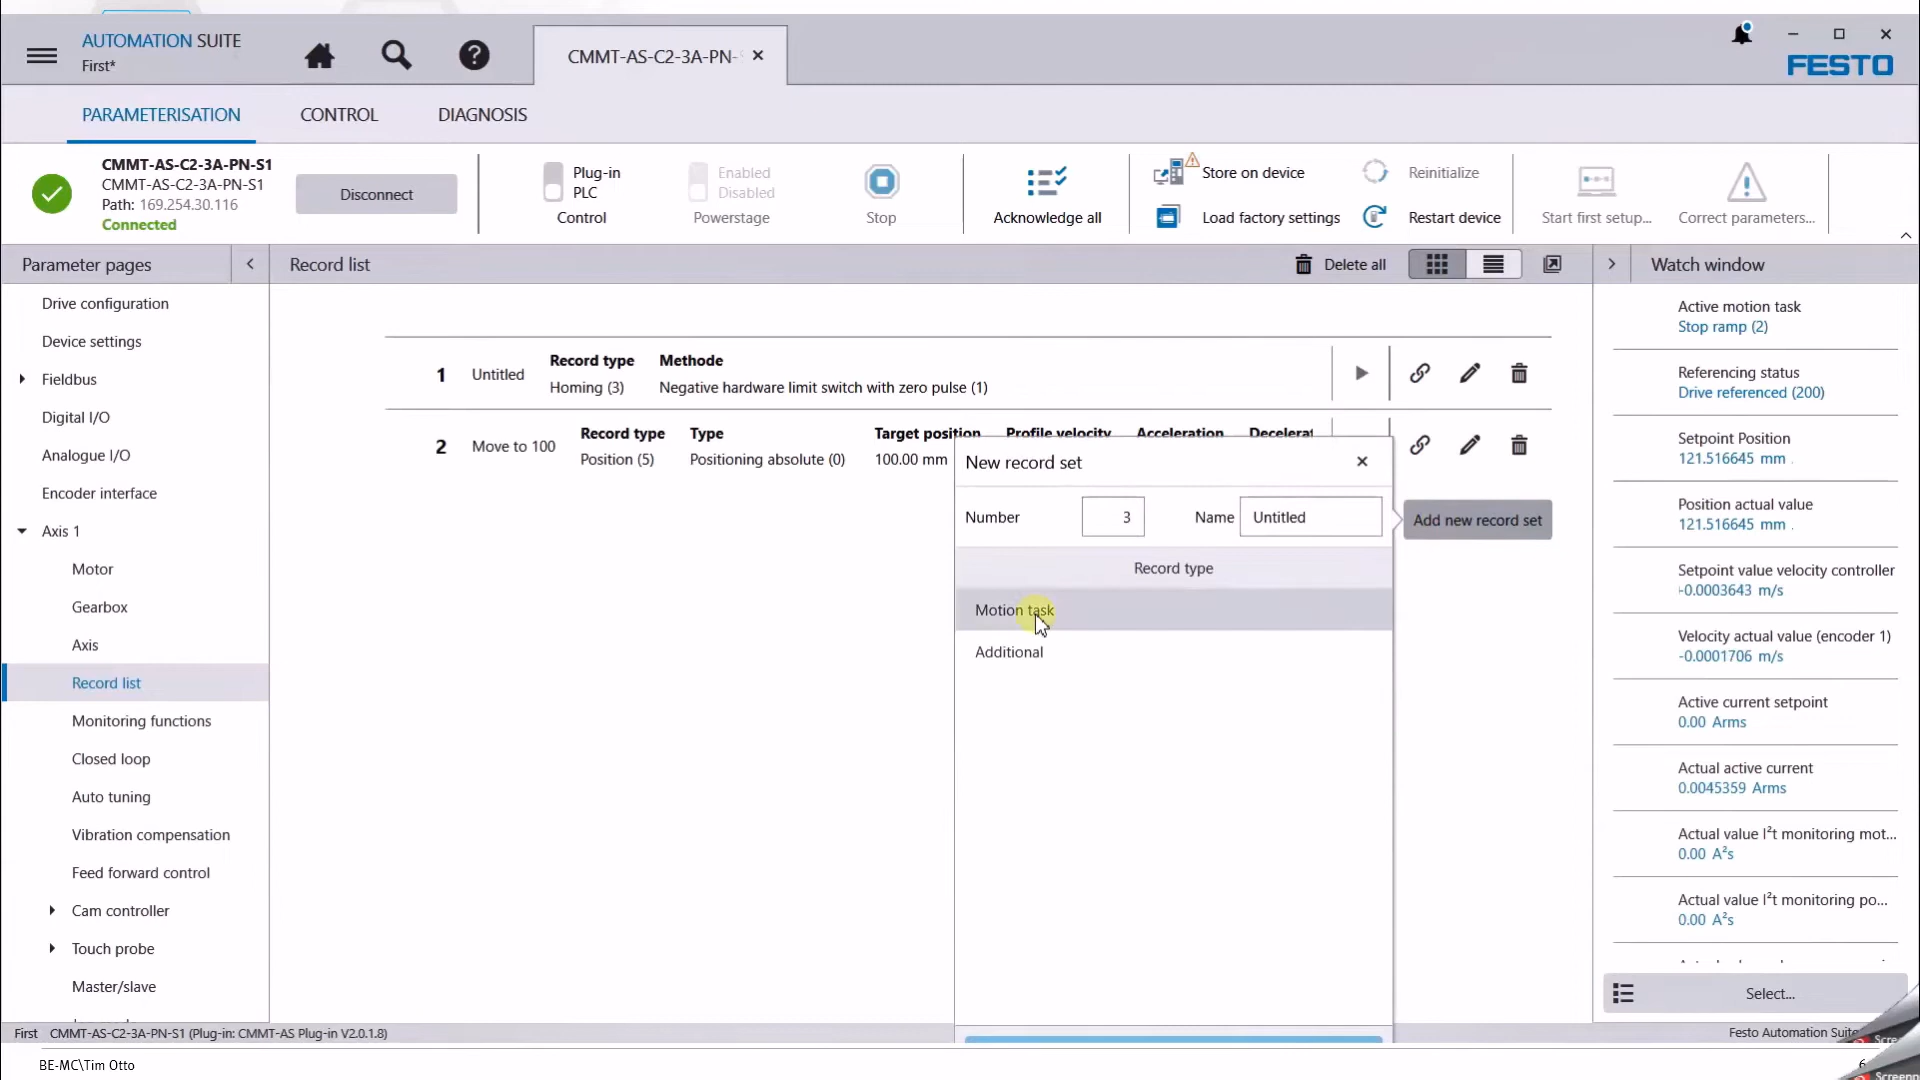 AUTOMATION SUITE
First*
CMMT-AS-C2-3A-PN-
FESTO
PARAMETERISATION
CONTROL
DIAGNOSIS
CMMT-AS-C2-3A-PN-S1
CMMT-AS-C2-3A-PN-S1
Path: 169.254.30.116
Connected
Disconnect
Plug-in
PLC
Control
Enabled
Disabled
Powerstage
Stop
Acknowledge all
Store on device
Load factory settings
Reinitialize
Restart device
Start first setup...
Correct parameters...
Parameter pages
Drive configuration
Device settings
Fieldbus
Digital I/O
Analogue I/O
Encoder interface
Axis 1
Motor
Gearbox
Axis
Record list
Monitoring functions
Closed loop
Auto tuning
Vibration compensation
Feed forward control
Cam controller
Touch probe
Master/slave
Record list
Delete all
1 Untitled
Record type Methode
Homing (3) Negative hardware limit switch with zero pulse (1)
2 Move to 100
Record type Type Target position Profile velocity Acceleration Decelerat
Position (5) Positioning absolute (0) 100.00 mm
New record set
Number 3 Name Untitled
Record type
Motion task
Additional
Add new record set
Watch window
Active motion task
Stop ramp (2)
Referencing status
Drive referenced (200)
Setpoint Position
121.516645 mm
Position actual value
121.516645 mm
Setpoint value velocity controller
-0.0003643 m/s
Velocity actual value (encoder 1)
-0.0001706 m/s
Active current setpoint
0.00 Arms
Actual active current
0.0045359 Arms
Actual value I²t monitoring mot...
0.00 A²s
Actual value I²t monitoring po...
0.00 A²s
Select...
First CMMT-AS-C2-3A-PN-S1 (Plug-in: CMMT-AS Plug-in V2.0.1.8)
Festo Automation Suite
BE-MC\Tim Otto